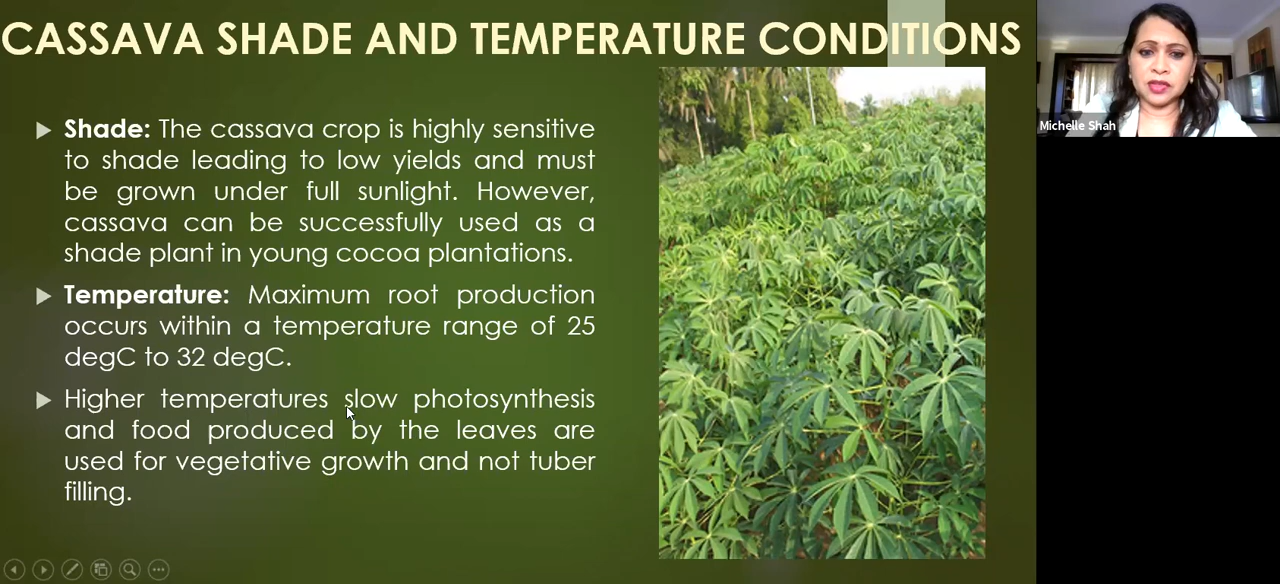 CASSAVA SHADE AND TEMPERATURE CONDITIONS
Shade: The cassava crop is highly sensitive
to shade leading to low yields and must
be grown under full sunlight. However,
cassava can be successfully used as a
shade plant in young cocoa plantations.
Temperature: Maximum root production
occurs within a temperature range of 25
degC to 32 degC.
Higher temperatures slow photosynthesis
and food produced by the leaves are
used for vegetative growth and not tuber
filling.
Michelle Shah